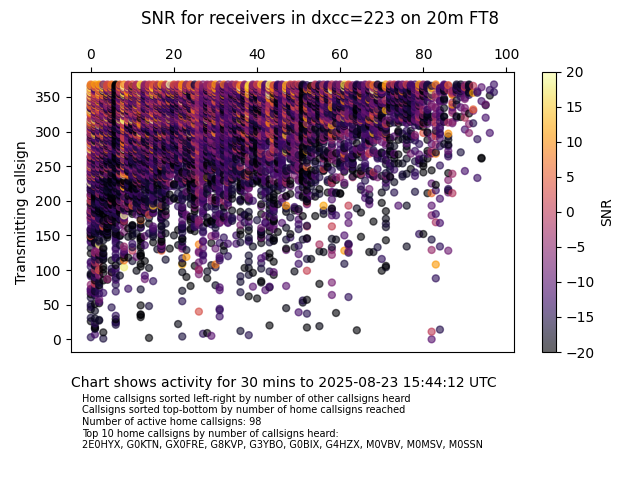 SNR for receivers in dxcc=223 on 20m FT8
0 20 40 60 80 100
350
300
250
200
150
100
50
0
Transmitting callsign
20
15
10
5
0
−5
−10
−15
−20
SNR
Chart shows activity for 30 mins to 2025-08-23 15:44:12 UTC
Home callsigns sorted left-right by number of other callsigns heard
Callsigns sorted top-bottom by number of home callsigns reached
Number of active home callsigns: 98
Top 10 home callsigns by number of callsigns heard:
2E0HYX, G0KTN, GX0FRE, G8KVP, G3YBO, G0BIX, G4HZX, M0VBV, M0MSV, M0SSN